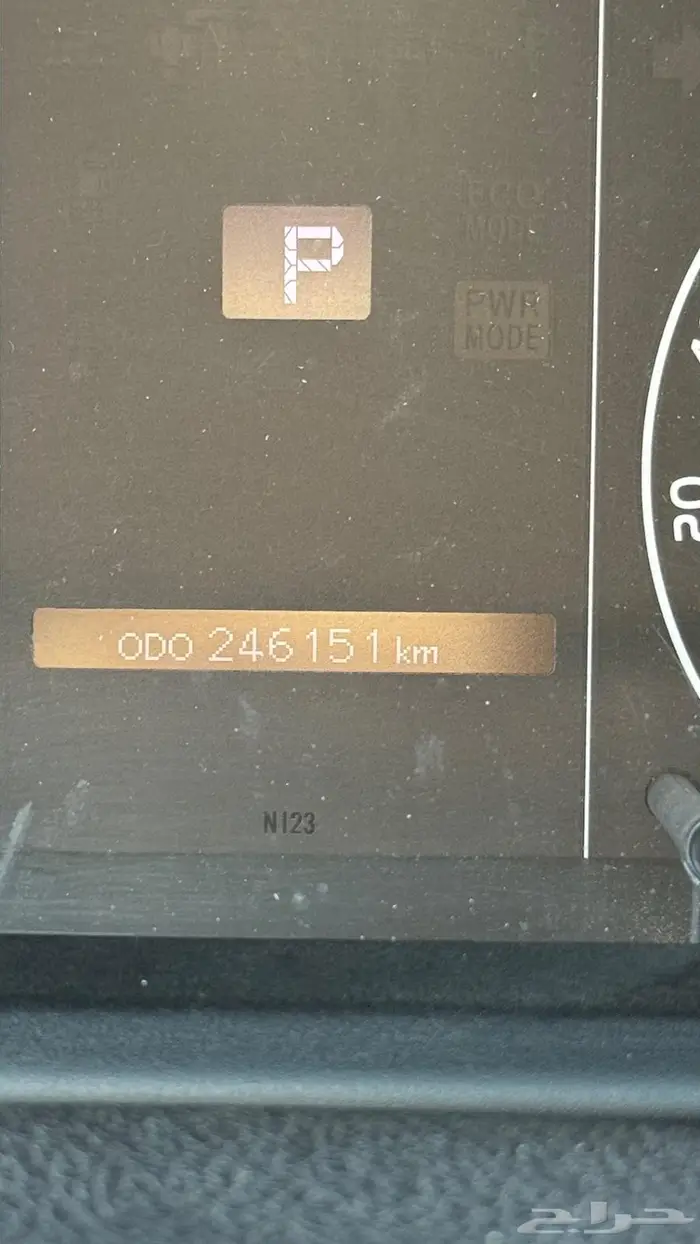 ECO
MODE
P
PWR
MODE
20
ODO 246151 km
N123
حراج